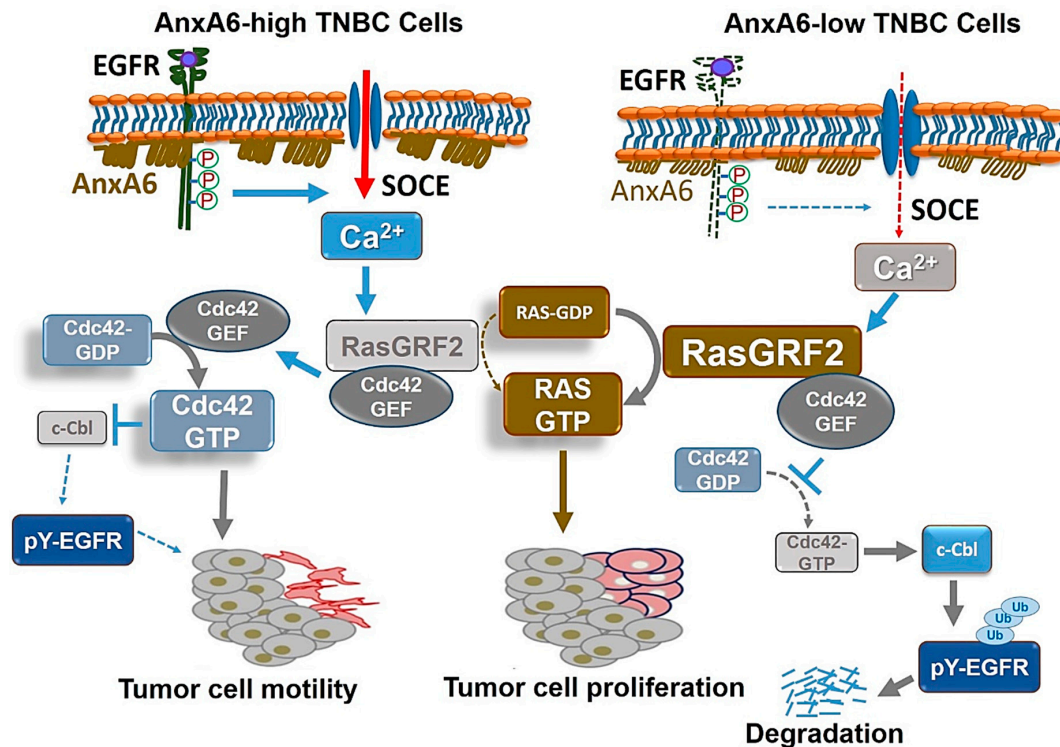 AnxA6-high TNBC Cells
EGFR
AnxA6
P
P
P
SOCE
Ca²⁺
RasGRF2
Cdc42
GEF
Cdc42
GEF
Cdc42-
GDP
Cdc42
GTP
c-Cbl
pY-EGFR
Tumor cell motility
RAS-GDP
RAS
GTP
Tumor cell proliferation
AnxA6-low TNBC Cells
EGFR
AnxA6
P
P
P
SOCE
Ca²⁺
RasGRF2
Cdc42
GEF
Cdc42
GDP
Cdc42-
GTP
c-Cbl
Ub
Ub
Ub
pY-EGFR
Degradation